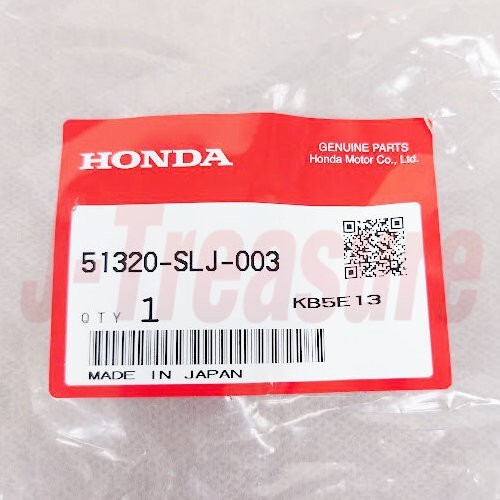 HONDA
GENUINE PARTS
Honda Motor Co., Ltd.
51320-SLJ-003
KB5E13
QTY 1
MADE IN JAPAN
J-Treasure